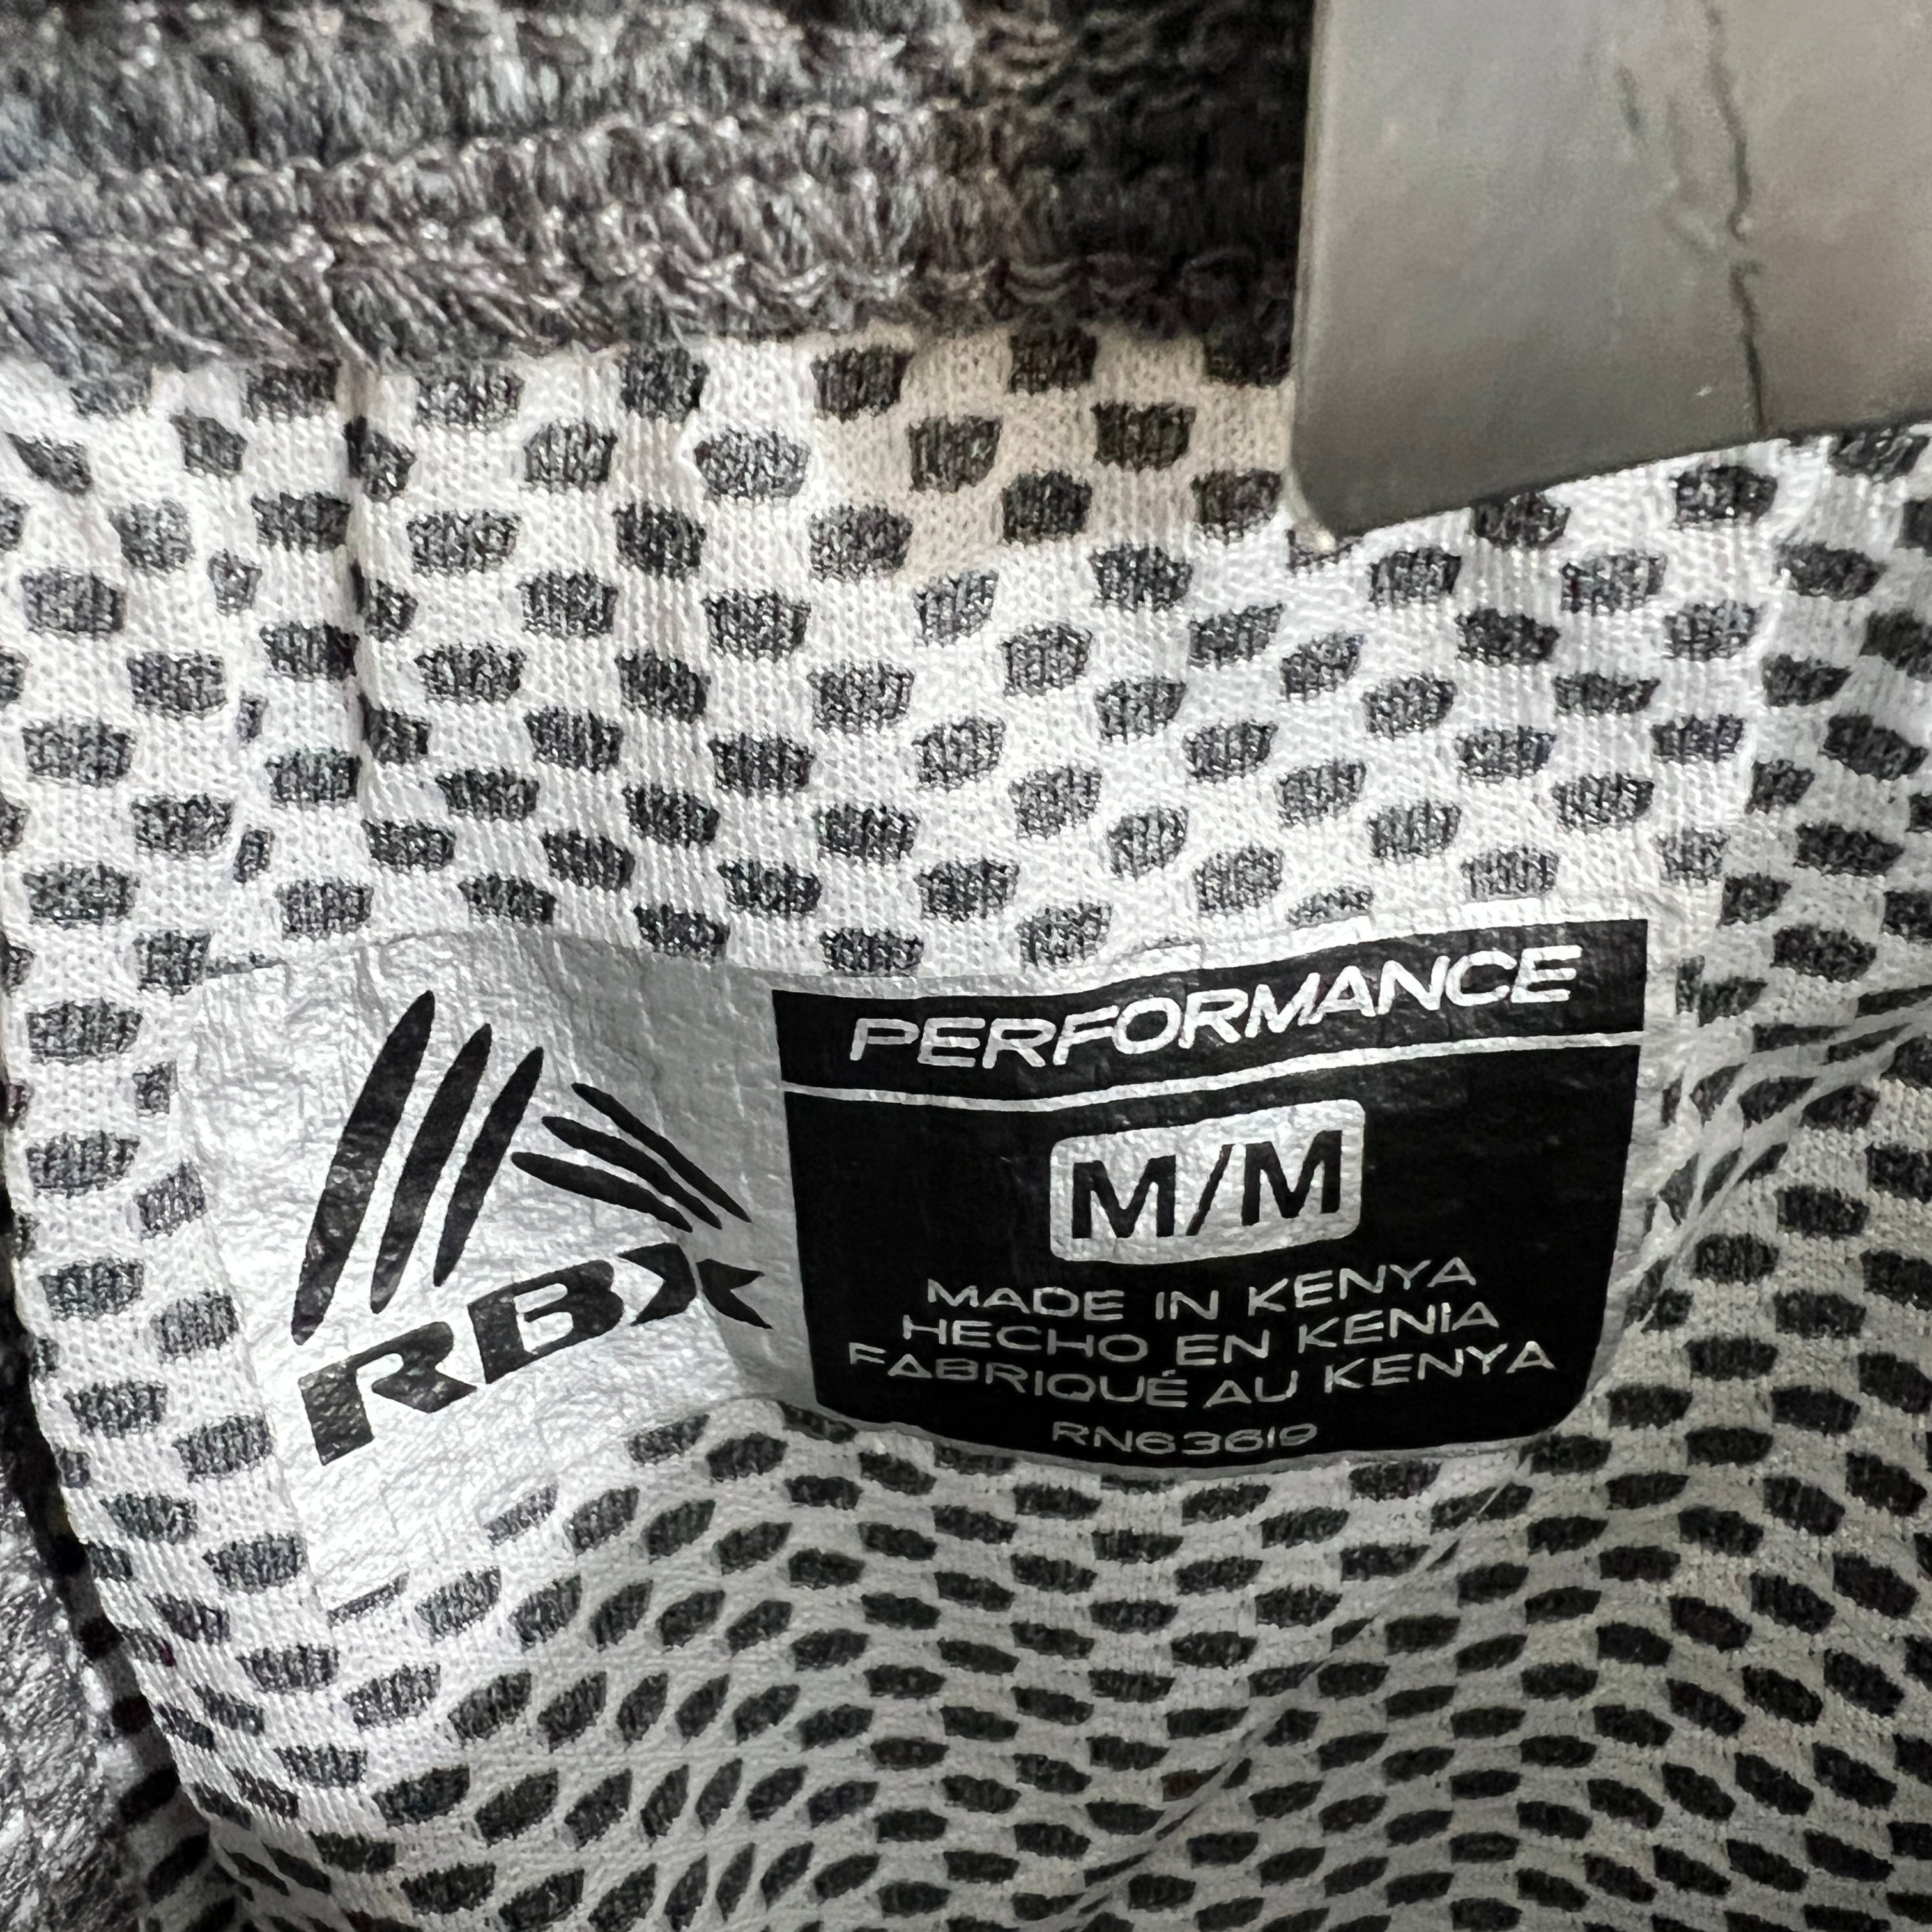 RBX
PERFORMANCE
M/M
MADE IN KENYA
HECHO EN KENIA
FABRIQUÉ AU KENYA
RN63619